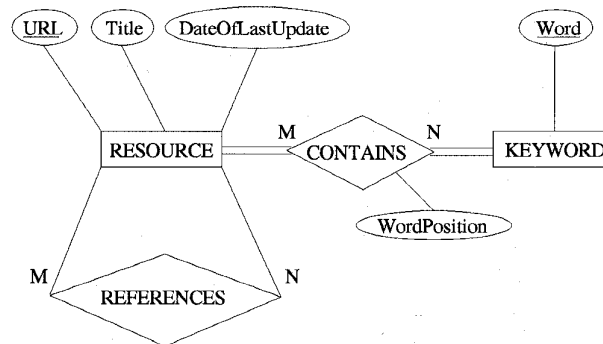 URL Title DateOfLastUpdate Word
M N
RESOURCE CONTAINS KEYWORD
WordPosition
M N
REFERENCES